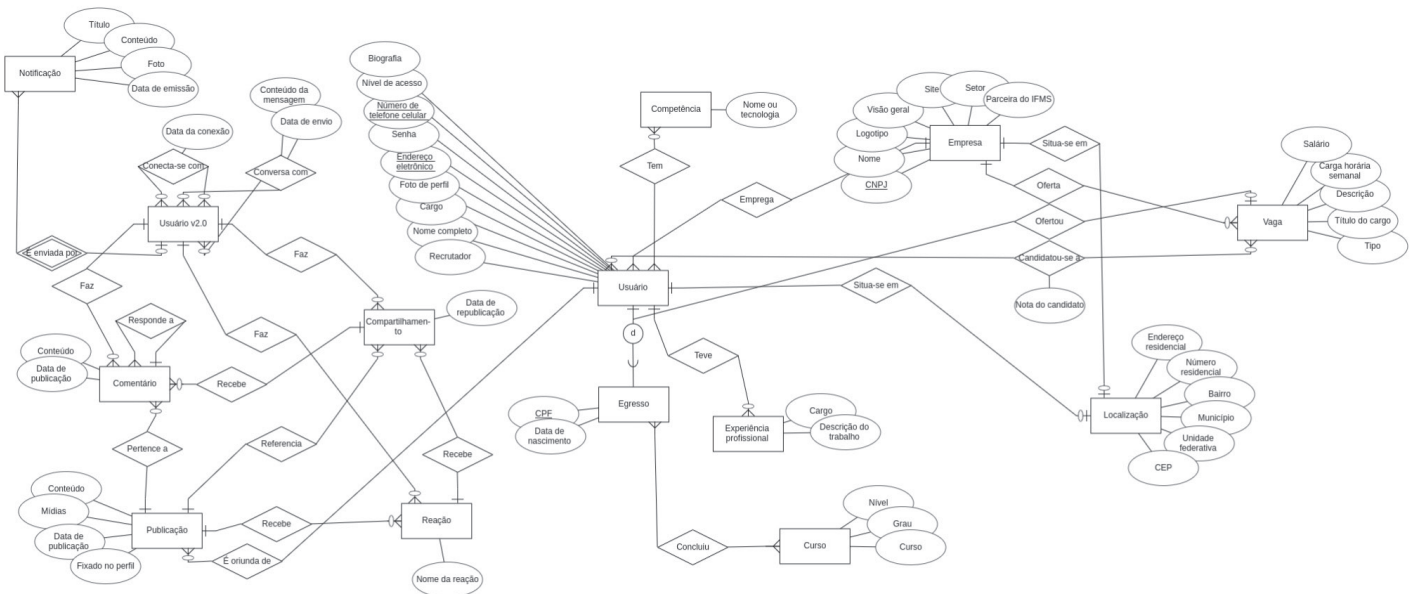 Título
Conteúdo
Foto
Data de emissão
Notificação
Conteúdo da
mensagem
Data de envio
Data da conexão
Conecta-se com
Conversa com
Usuário v2.0
É enviada por
Faz
Faz
Faz
Responde a
Conteúdo
Data de
publicação
Comentário
Recebe
Compartilhamen-
to
Data de
republicação
Pertence a
Referencia
Recebe
Conteúdo
Mídias
Data de
publicação
Fixado no perfil
Publicação
Recebe
Reação
É oriunda de
Nome da reação
Biografia
Nível de acesso
Número de
telefone celular
Senha
Endereço
eletrônico
Foto de perfil
Cargo
Nome completo
Recrutador
Usuário
d
Egresso
CPF
Data de
nascimento
Competência
Nome ou
tecnologia
Tem
Emprega
Teve
Experiência
profissional
Cargo
Descrição do
trabalho
Concluiu
Curso
Nível
Grau
Curso
Site
Setor
Parceira do IFMS
Visão geral
Logotipo
Nome
CNPJ
Empresa
Situa-se em
Oferta
Ofertou
Candidatou-se a
Nota do candidato
Situa-se em
Salário
Carga horária
semanal
Descrição
Título do cargo
Tipo
Vaga
Endereço
residencial
Número
residencial
Bairro
Município
Unidade
federativa
CEP
Localização